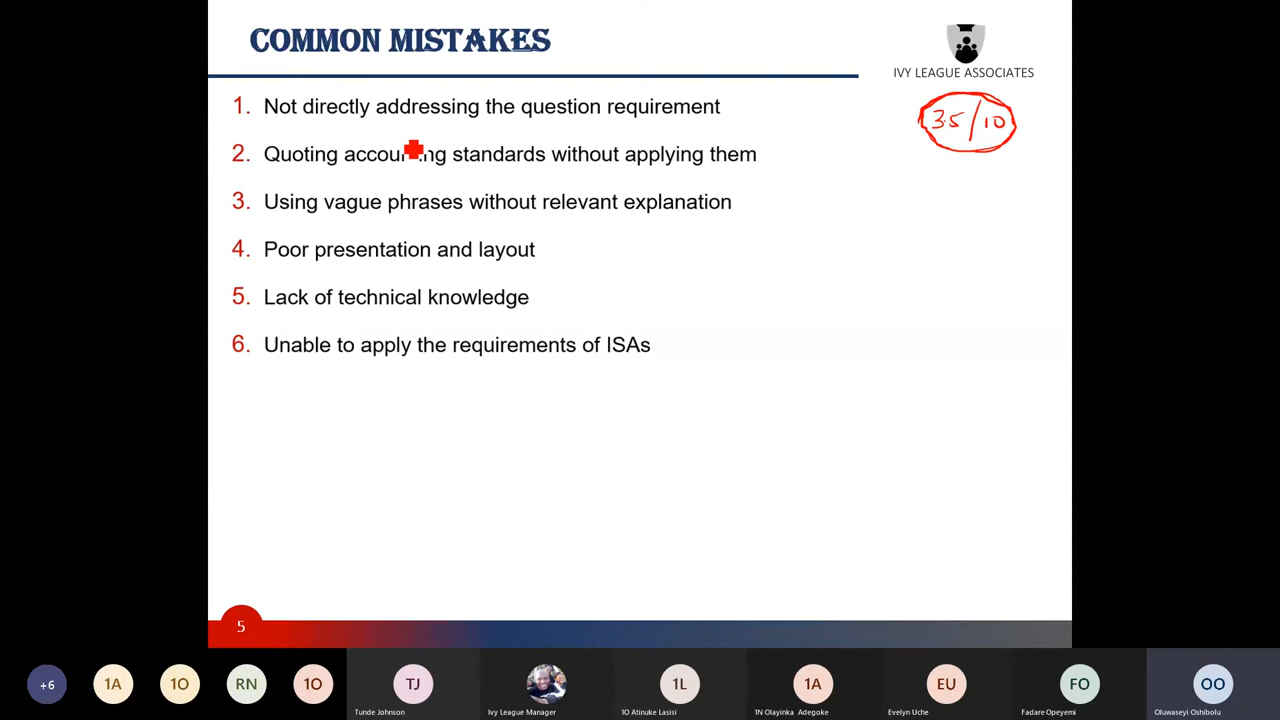 COMMON MISTAKES
IVY LEAGUE ASSOCIATES
3.5/10
1. Not directly addressing the question requirement
2. Quoting accounting standards without applying them
3. Using vague phrases without relevant explanation
4. Poor presentation and layout
5. Lack of technical knowledge
6. Unable to apply the requirements of ISAs
5
+6 1A 1O RN 1O TJ 1L 1A EU FO OO
Tunde Johnson Ivy League Manager 1O Atinuke Lasisi 1N Olayinka Adegoke Evelyn Uche Fadare Opeyemi Oluwaseyi Oshibolu